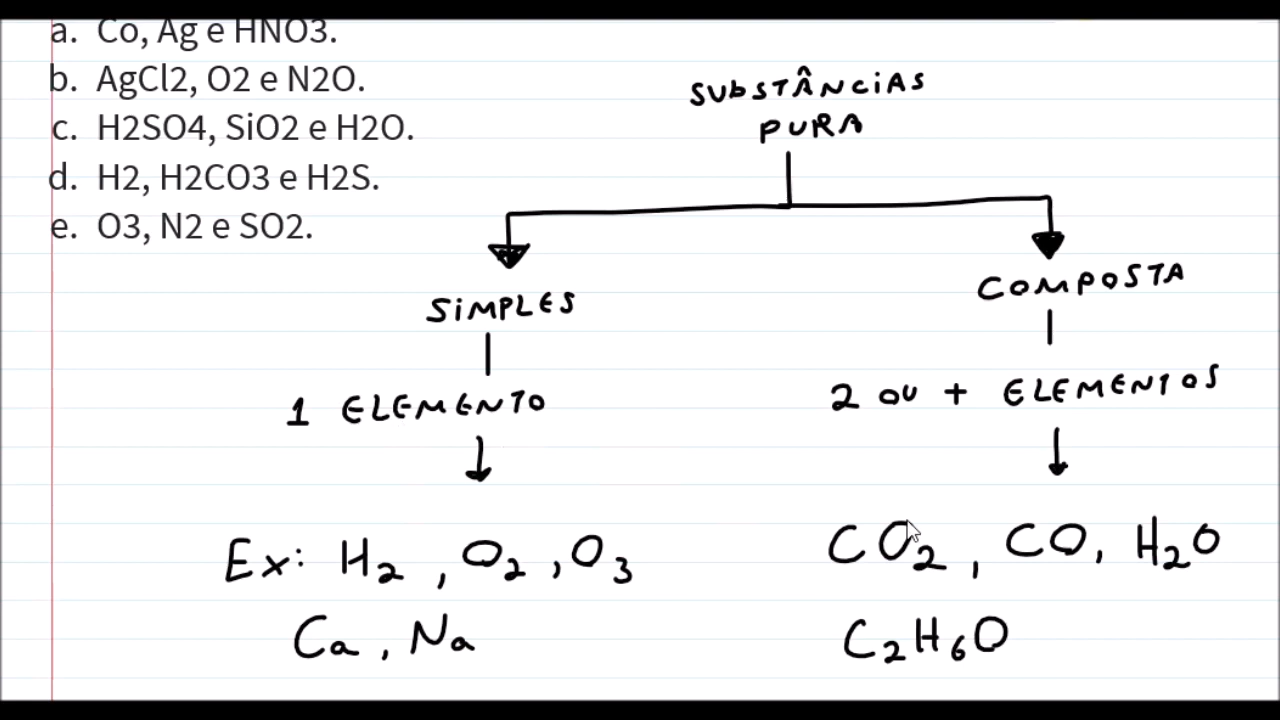 a. Co, Ag e HNO3.
b. AgCl2, O2 e N2O.
c. H2SO4, SiO2 e H2O.
d. H2, H2CO3 e H2S.
e. O3, N2 e SO2.
SUbSTÂNCiAS
PURA
SiMPLES
COMPOSTA
1 ELEMENTO
2 ou + ELEMENTOS
Ex: H2, O2, O3
Ca, Na
CO2, CO, H2O
C2H6O